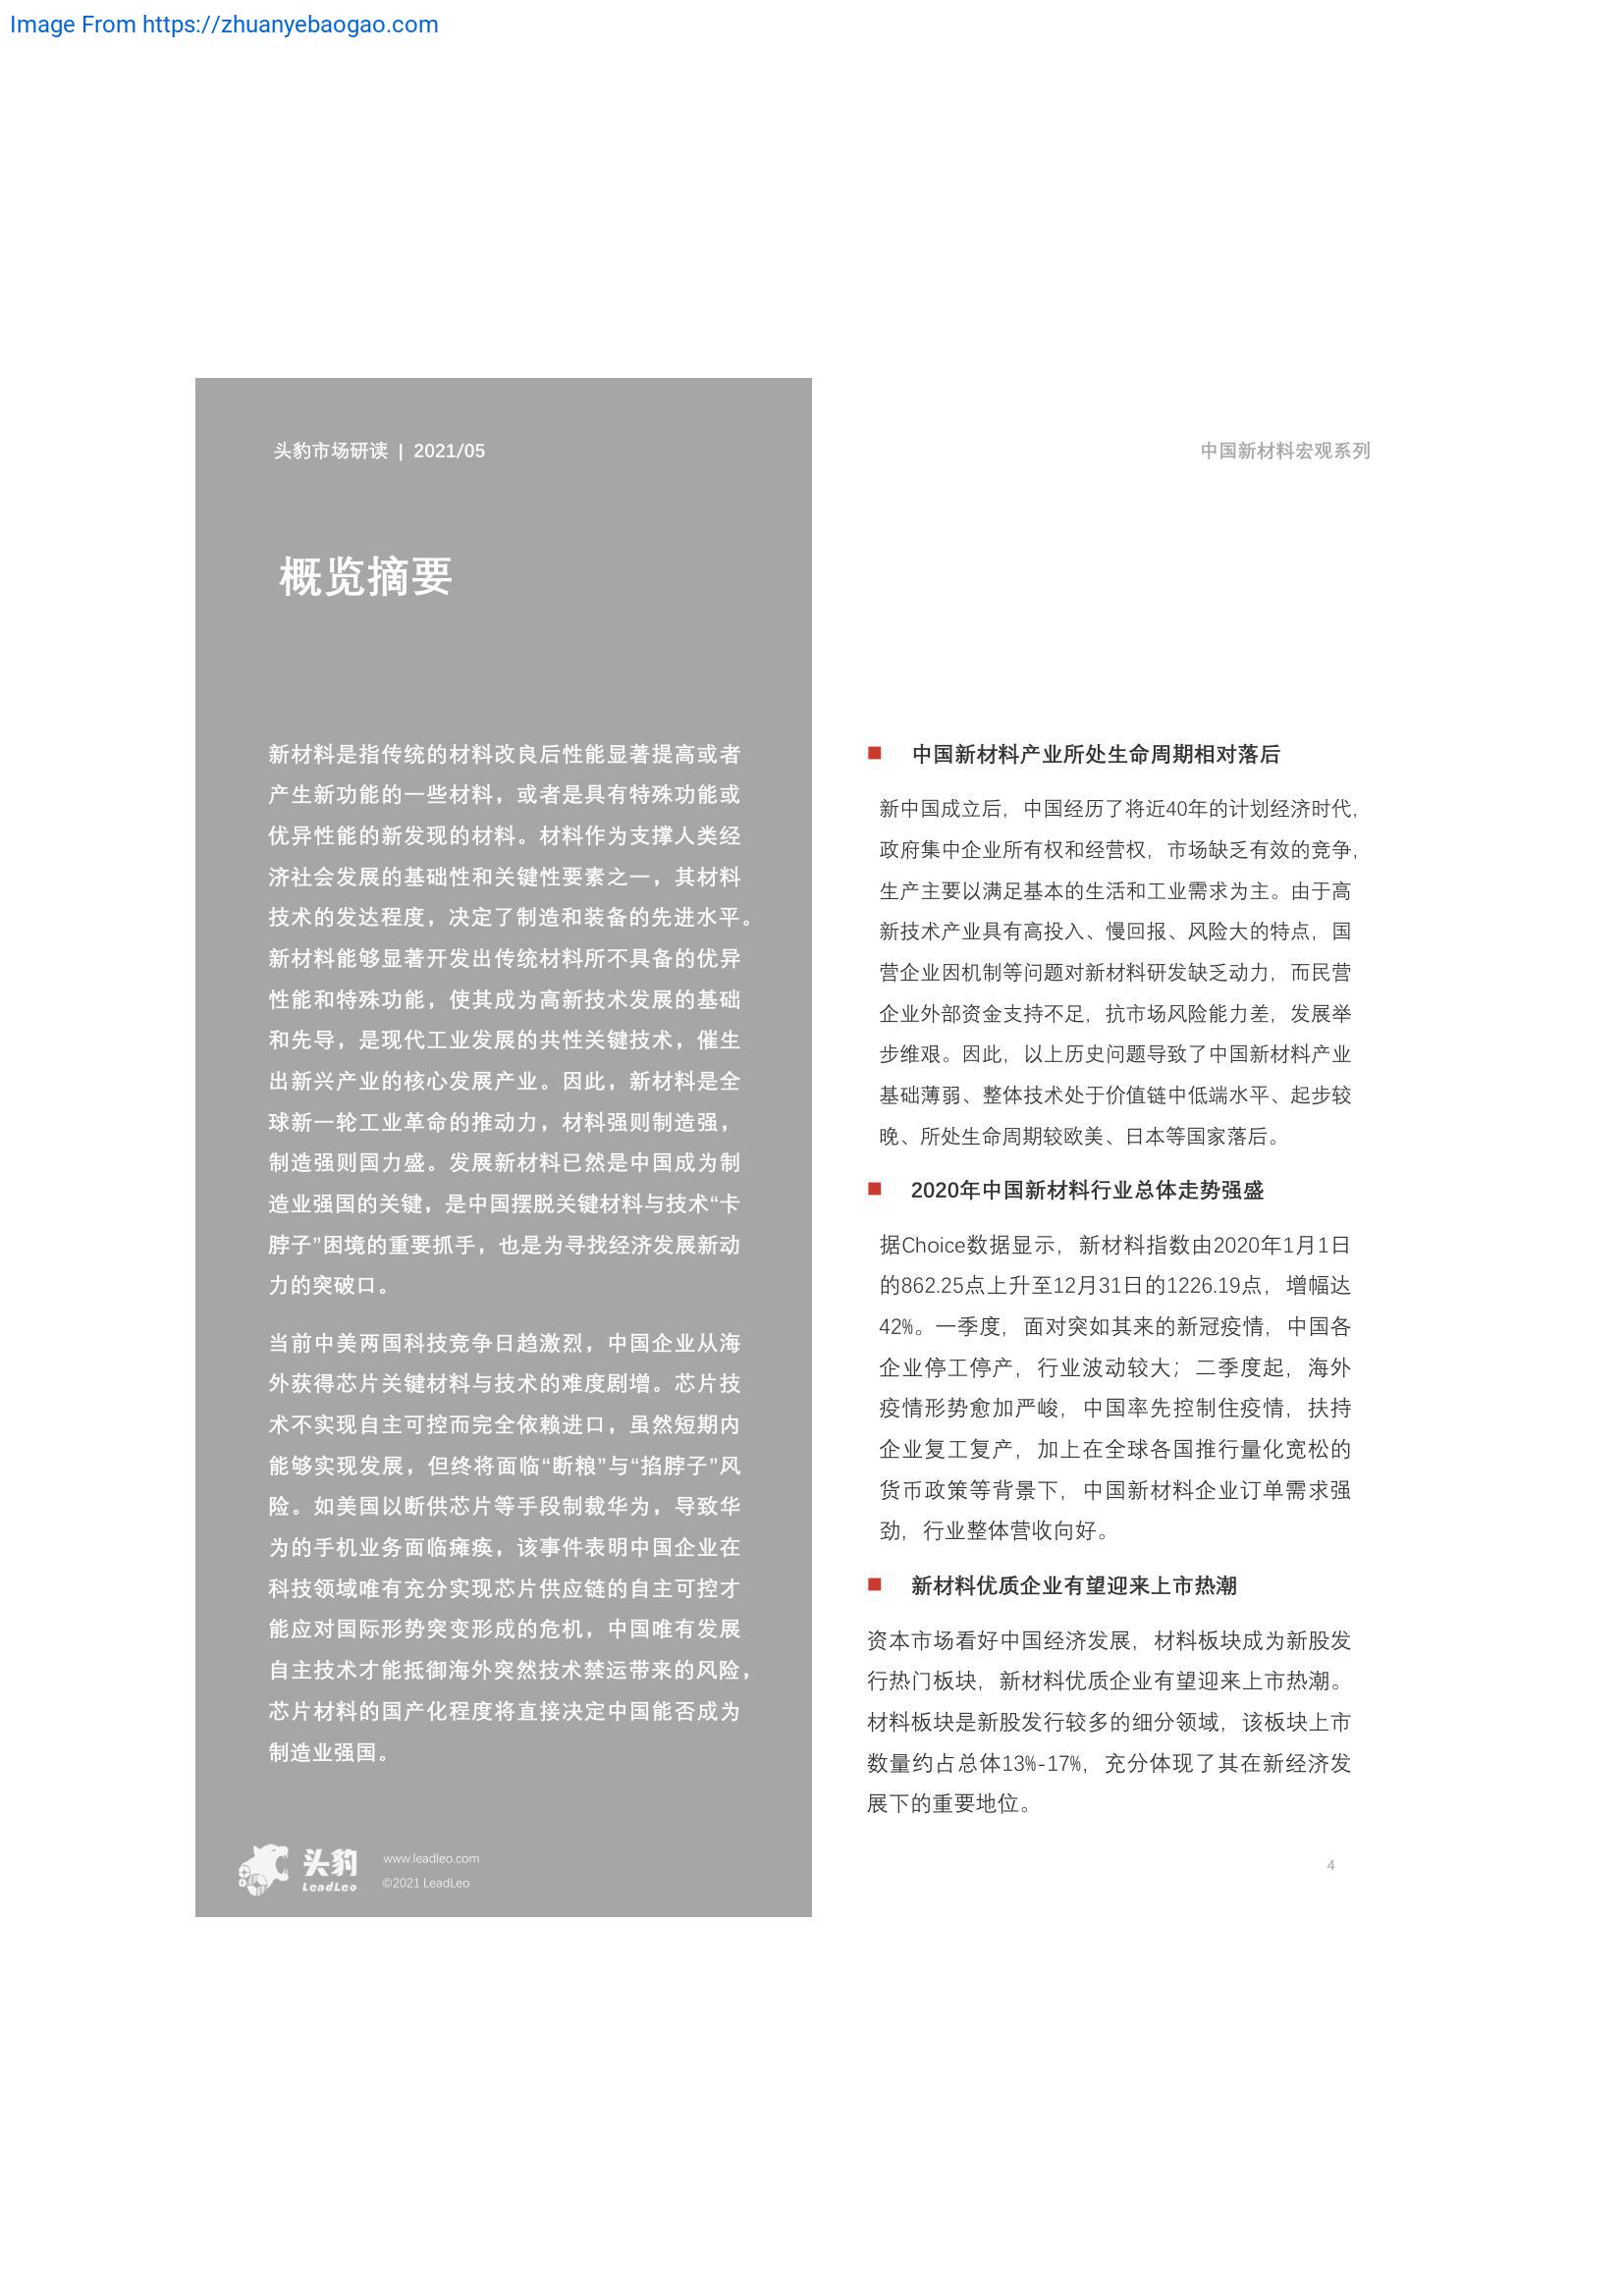 Image From https://zhuanyebaogao.com
头豹市场研读 | 2021/05
中国新材料宏观系列
概览摘要
新材料是指传统的材料改良后性能显著提高或者
产生新功能的一些材料，或者是具有特殊功能或
优异性能的新发现的材料。材料作为支撑人类经
济社会发展的基础性和关键性要素之一，其材料
技术的发达程度，决定了制造和装备的先进水平。
新材料能够显著开发出传统材料所不具备的优异
性能和特殊功能，使其成为高新技术发展的基础
和先导，是现代工业发展的共性关键技术，催生
出新兴产业的核心发展产业。因此，新材料是全
球新一轮工业革命的推动力，材料强则制造强，
制造强则国力盛。发展新材料已然是中国成为制
造业强国的关键，是中国摆脱关键材料与技术“卡
脖子”困境的重要抓手，也是为寻找经济发展新动
力的突破口。
当前中美两国科技竞争日趋激烈，中国企业从海
外获得芯片关键材料与技术的难度剧增。芯片技
术不实现自主可控而完全依赖进口，虽然短期内
能够实现发展，但终将面临“断粮”与“掐脖子”风
险。如美国以断供芯片等手段制裁华为，导致华
为的手机业务面临瘫痪，该事件表明中国企业在
科技领域唯有充分实现芯片供应链的自主可控才
能应对国际形势突变形成的危机，中国唯有发展
自主技术才能抵御海外突然技术禁运带来的风险，
芯片材料的国产化程度将直接决定中国能否成为
制造业强国。
中国新材料产业所处生命周期相对落后
新中国成立后，中国经历了将近40年的计划经济时代，
政府集中企业所有权和经营权，市场缺乏有效的竞争，
生产主要以满足基本的生活和工业需求为主。由于高
新技术产业具有高投入、慢回报、风险大的特点，国
营企业因机制等问题对新材料研发缺乏动力，而民营
企业外部资金支持不足，抗市场风险能力差，发展举
步维艰。因此，以上历史问题导致了中国新材料产业
基础薄弱、整体技术处于价值链中低端水平、起步较
晚、所处生命周期较欧美、日本等国家落后。
2020年中国新材料行业总体走势强盛
据Choice数据显示，新材料指数由2020年1月1日
的862.25点上升至12月31日的1226.19点，增幅达
42%。一季度，面对突如其来的新冠疫情，中国各
企业停工停产，行业波动较大；二季度起，海外
疫情形势愈加严峻，中国率先控制住疫情，扶持
企业复工复产，加上在全球各国推行量化宽松的
货币政策等背景下，中国新材料企业订单需求强
劲，行业整体营收向好。
新材料优质企业有望迎来上市热潮
资本市场看好中国经济发展，材料板块成为新股发
行热门板块，新材料优质企业有望迎来上市热潮。
材料板块是新股发行较多的细分领域，该板块上市
数量约占总体13%-17%，充分体现了其在新经济发
展下的重要地位。
头豹
LeadLeo
www.leadleo.com
©2021 LeadLeo
4